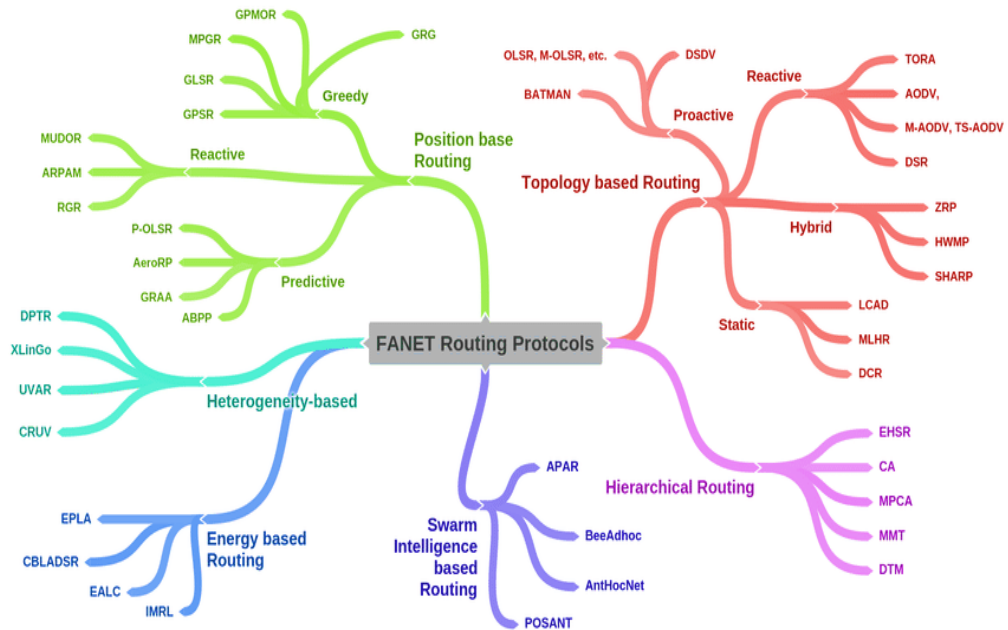 GPMOR
GRG
MPGR
GLSR
GPSR
Greedy
MUDOR
ARPAM
RGR
Reactive
Position base
Routing
P-OLSR
AeroRP
GRAA
ABPP
Predictive
OLSR, M-OLSR, etc.
DSDV
BATMAN
Proactive
Reactive
TORA
AODV,
M-AODV, TS-AODV
DSR
Topology based Routing
Hybrid
ZRP
HWMP
SHARP
Static
LCAD
MLHR
DCR
FANET Routing Protocols
DPTR
XLinGo
UVAR
CRUV
Heterogeneity-based
EPLA
CBLADSR
EALC
IMRL
Energy based
Routing
Swarm
Intelligence
based
Routing
APAR
BeeAdhoc
AntHocNet
POSANT
Hierarchical Routing
EHSR
CA
MPCA
MMT
DTM